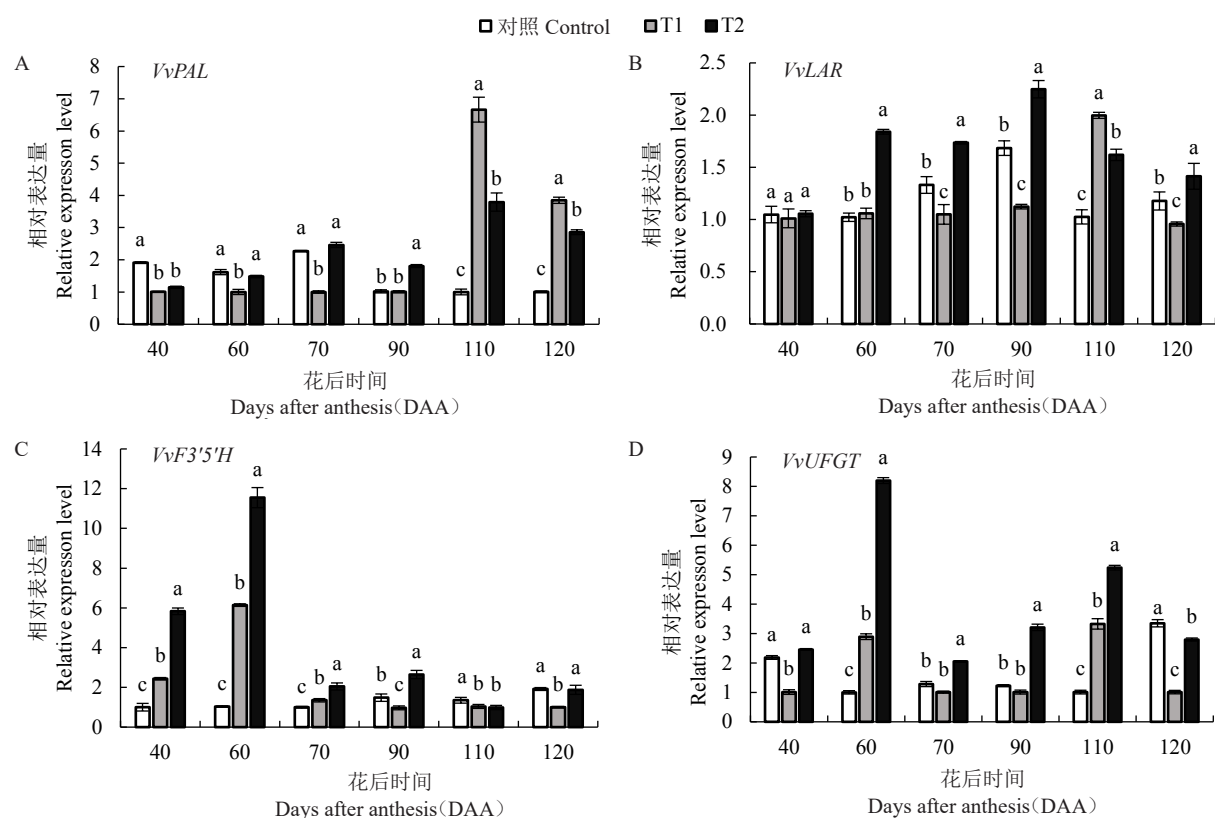 对照 Control T1 T2
A
VvPAL
相对表达量
Relative expresson level
8
7
6
5
4
3
2
1
0
a b b
a b a
a b a
b b a
c a b
c a b
40 60 70 90 110 120
花后时间
Days after anthesis（DAA）
B
VvLAR
相对表达量
Relative expresson level
2.5
2.0
1.5
1.0
0.5
0.0
a a a
b b a
b c a
b c a
c a b
b c a
40 60 70 90 110 120
花后时间
Days after anthesis（DAA）
C
VvF3'5'H
相对表达量
Relative expresson level
14
12
10
8
6
4
2
0
c b a
c b a
c b a
b c a
a b b
a b a
40 60 70 90 110 120
花后时间
Days after anthesis（DAA）
D
VvUFGT
相对表达量
Relative expresson level
9
8
7
6
5
4
3
2
1
0
a b a
c b a
b b a
b b a
c b a
a c b
40 60 70 90 110 120
花后时间
Days after anthesis（DAA）